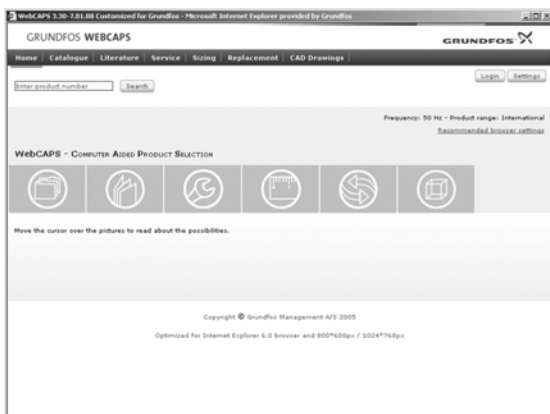 WebCAPS 3.30-7.01.00 Customized for Grundfos - Microsoft Internet Explorer provided by Grundfos
GRUNDFOS WEBCAPS
GRUNDFOS
Home Catalogue Literature Service Sizing Replacement CAD Drawings
Login Settings
Enter product number Search
Frequency: 50 Hz - Product range: International
Recommended browser settings
WebCAPS - Computer Aided Product Selection
Move the cursor over the pictures to read about the possibilities.
Copyright © Grundfos Management A/S 2005
Optimized for Internet Explorer 6.0 browser and 800*600px / 1024*768px